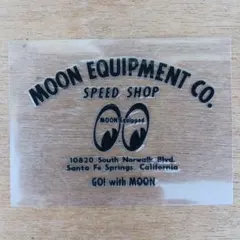 MOON EQUIPMENT CO.
SPEED SHOP
MOON Equipped
10820 South Norwalk Blvd.
Santa Fe Springs, California
GO! with MOON